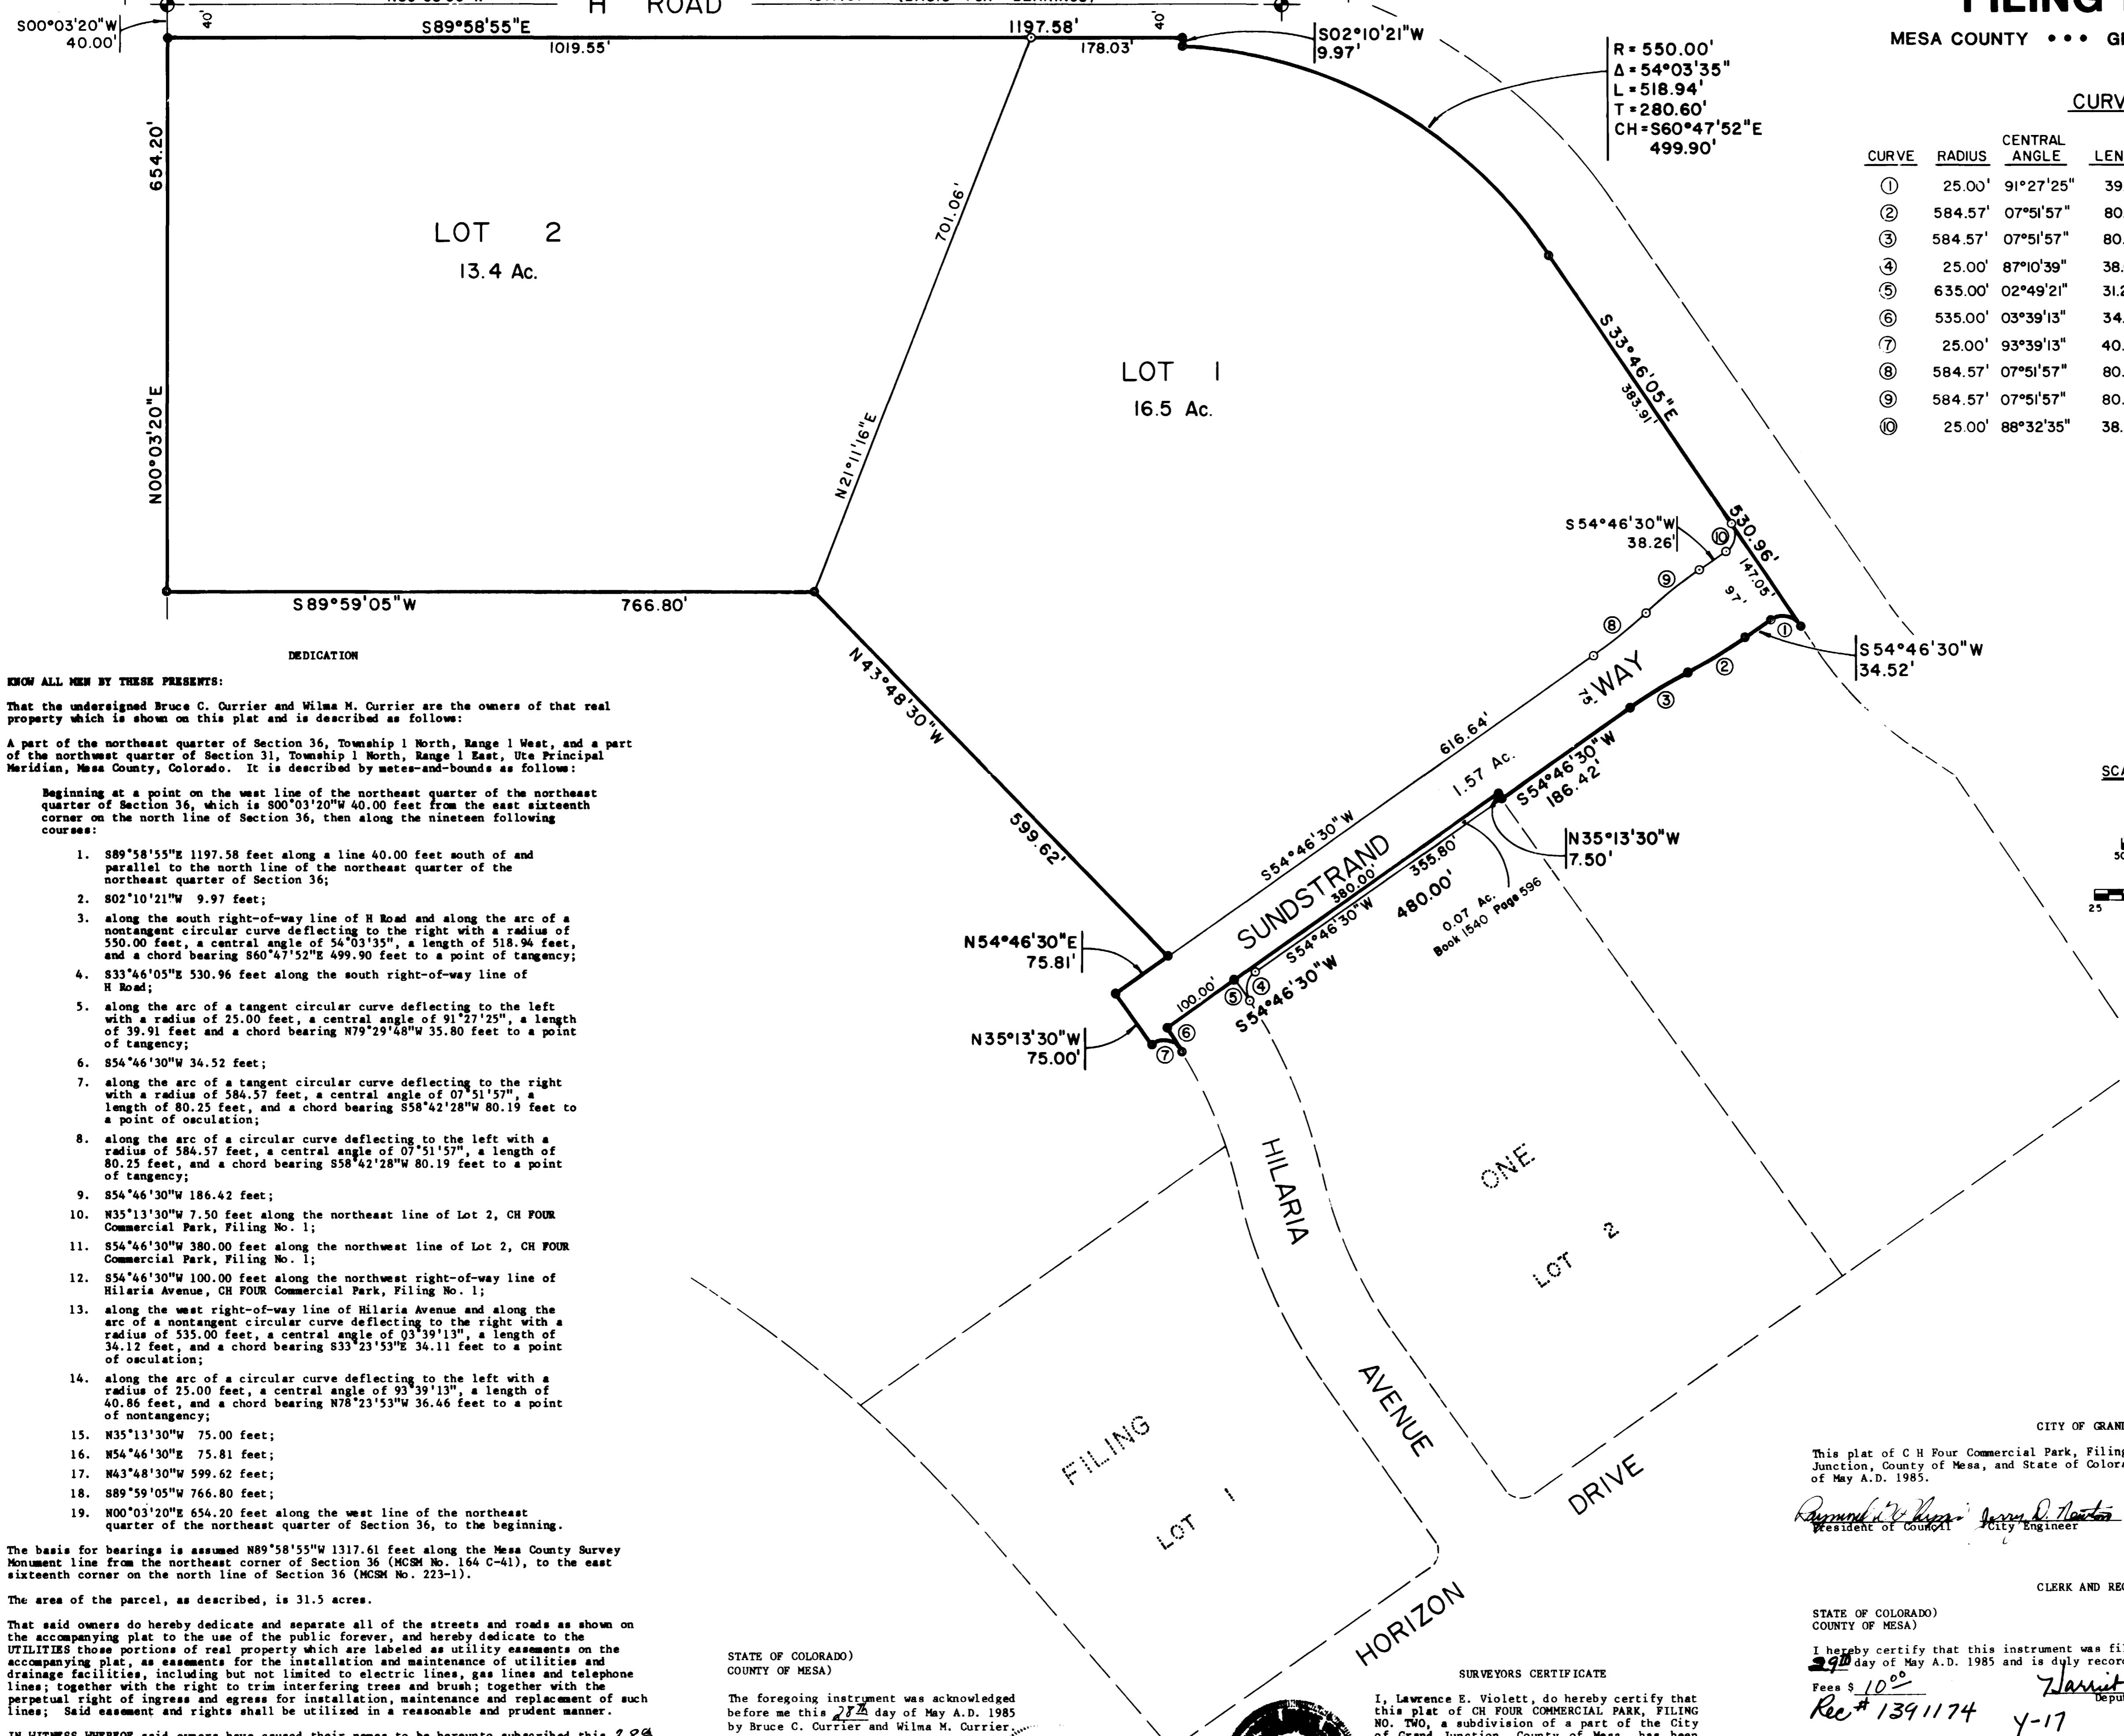 H ROAD
S00°03'20"W
40.00'
40'
S89°58'55"E
1197.58'
1019.55'
178.03'
40'
S02°10'21"W
9.97'
R = 550.00'
Δ = 54°03'35"
L = 518.94'
T = 280.60'
CH = S60°47'52"E
499.90'
MESA COUNTY • • •
CURVE RADIUS CENTRAL ANGLE
① 25.00' 91°27'25"
② 584.57' 07°51'57"
③ 584.57' 07°51'57"
④ 25.00' 87°10'39"
⑤ 635.00' 02°49'21"
⑥ 535.00' 03°39'13"
⑦ 25.00' 93°39'13"
⑧ 584.57' 07°51'57"
⑨ 584.57' 07°51'57"
⑩ 25.00' 88°32'35"
654.20'
N00°03'20"E
LOT 2
13.4 Ac.
701.06'
N21°11'16"E
LOT 1
16.5 Ac.
S 33°46'05"E
383.91'
530.96'
147.05'
97'
S54°46'30"W
38.26'
⑩
⑨
⑧
①
②
③
S54°46'30"W
34.52'
S89°59'05"W
766.80'
N 43°48'30"W
599.62'
616.64'
S54°46'30"W
75'
SUNDSTRAND WAY
1.57 Ac.
S54°46'30"W
186.42'
N35°13'30"W
7.50'
355.80'
380.00'
S54°46'30"W
480.00'
S54°46'30"W
0.07 Ac.
Book 1540 Page 596
N54°46'30"E
75.81'
100.00'
⑤ ④
⑥
⑦
N35°13'30"W
75.00'
HILARIA AVENUE
ONE
LOT 2
FILING
LOT 1
HORIZON DRIVE
25
DEDICATION
KNOW ALL MEN BY THESE PRESENTS:
That the undersigned Bruce C. Currier and Wilma M. Currier are the owners of that real
property which is shown on this plat and is described as follows:
A part of the northeast quarter of Section 36, Township 1 North, Range 1 West, and a part
of the northwest quarter of Section 31, Township 1 North, Range 1 East, Ute Principal
Meridian, Mesa County, Colorado. It is described by metes-and-bounds as follows:
Beginning at a point on the west line of the northeast quarter of the northeast
quarter of Section 36, which is S00°03'20"W 40.00 feet from the east sixteenth
corner on the north line of Section 36, then along the nineteen following
courses:
1. S89°58'55"E 1197.58 feet along a line 40.00 feet south of and
parallel to the north line of the northeast quarter of the
northeast quarter of Section 36;
2. S02°10'21"W 9.97 feet;
3. along the south right-of-way line of H Road and along the arc of a
nontangent circular curve deflecting to the right with a radius of
550.00 feet, a central angle of 54°03'35", a length of 518.94 feet,
and a chord bearing S60°47'52"E 499.90 feet to a point of tangency;
4. S33°46'05"E 530.96 feet along the south right-of-way line of
H Road;
5. along the arc of a tangent circular curve deflecting to the left
with a radius of 25.00 feet, a central angle of 91°27'25", a length
of 39.91 feet and a chord bearing N79°29'48"W 35.80 feet to a point
of tangency;
6. S54°46'30"W 34.52 feet;
7. along the arc of a tangent circular curve deflecting to the right
with a radius of 584.57 feet, a central angle of 07°51'57", a
length of 80.25 feet, and a chord bearing S58°42'28"W 80.19 feet to
a point of osculation;
8. along the arc of a circular curve deflecting to the left with a
radius of 584.57 feet, a central angle of 07°51'57", a length of
80.25 feet, and a chord bearing S58°42'28"W 80.19 feet to a point
of tangency;
9. S54°46'30"W 186.42 feet;
10. N35°13'30"W 7.50 feet along the northeast line of Lot 2, CH FOUR
Commercial Park, Filing No. 1;
11. S54°46'30"W 380.00 feet along the northwest line of Lot 2, CH FOUR
Commercial Park, Filing No. 1;
12. S54°46'30"W 100.00 feet along the northwest right-of-way line of
Hilaria Avenue, CH FOUR Commercial Park, Filing No. 1;
13. along the west right-of-way line of Hilaria Avenue and along the
arc of a nontangent circular curve deflecting to the right with a
radius of 535.00 feet, a central angle of 03°39'13", a length of
34.12 feet, and a chord bearing S33°23'53"E 34.11 feet to a point
of osculation;
14. along the arc of a circular curve deflecting to the left with a
radius of 25.00 feet, a central angle of 93°39'13", a length of
40.86 feet, and a chord bearing N78°23'53"W 36.46 feet to a point
of nontangency;
15. N35°13'30"W 75.00 feet;
16. N54°46'30"E 75.81 feet;
17. N43°48'30"W 599.62 feet;
18. S89°59'05"W 766.80 feet;
19. N00°03'20"E 654.20 feet along the west line of the northeast
quarter of the northeast quarter of Section 36, to the beginning.
The basis for bearings is assumed N89°58'55"W 1317.61 feet along the Mesa County Survey
Monument line from the northeast corner of Section 36 (MCSM No. 164 C-41), to the east
sixteenth corner on the north line of Section 36 (MCSM No. 223-1).
The area of the parcel, as described, is 31.5 acres.
That said owners do hereby dedicate and separate all of the streets and roads as shown on
the accompanying plat to the use of the public forever, and hereby dedicate to the
UTILITIES those portions of real property which are labeled as utility easements on the
accompanying plat, as easements for the installation and maintenance of utilities and
drainage facilities, including but not limited to electric lines, gas lines and telephone
lines; together with the right to trim interfering trees and brush; together with the
perpetual right of ingress and egress for installation, maintenance and replacement of such
lines; Said easement and rights shall be utilized in a reasonable and prudent manner.
STATE OF COLORADO)
COUNTY OF MESA)
The foregoing instrument was acknowledged
before me this 28th day of May A.D. 1985
by Bruce C. Currier and Wilma M. Currier.
SURVEYORS CERTIFICATE
I, Lawrence E. Violett, do hereby certify that
this plat of CH FOUR COMMERCIAL PARK, FILING
NO. TWO, a subdivision of a part of the City
of Grand Junction, County of Mesa, has been
CITY OF
This plat of C H Four Commercial Park,
Junction, County of Mesa, and State of
of May A.D. 1985.
President of Council City Engineer
CLERK AND
STATE OF COLORADO)
COUNTY OF MESA)
I hereby certify that this instrument was
29th day of May A.D. 1985 and is duly
Fees $ 10.00
Rec# 1391174
Y-17